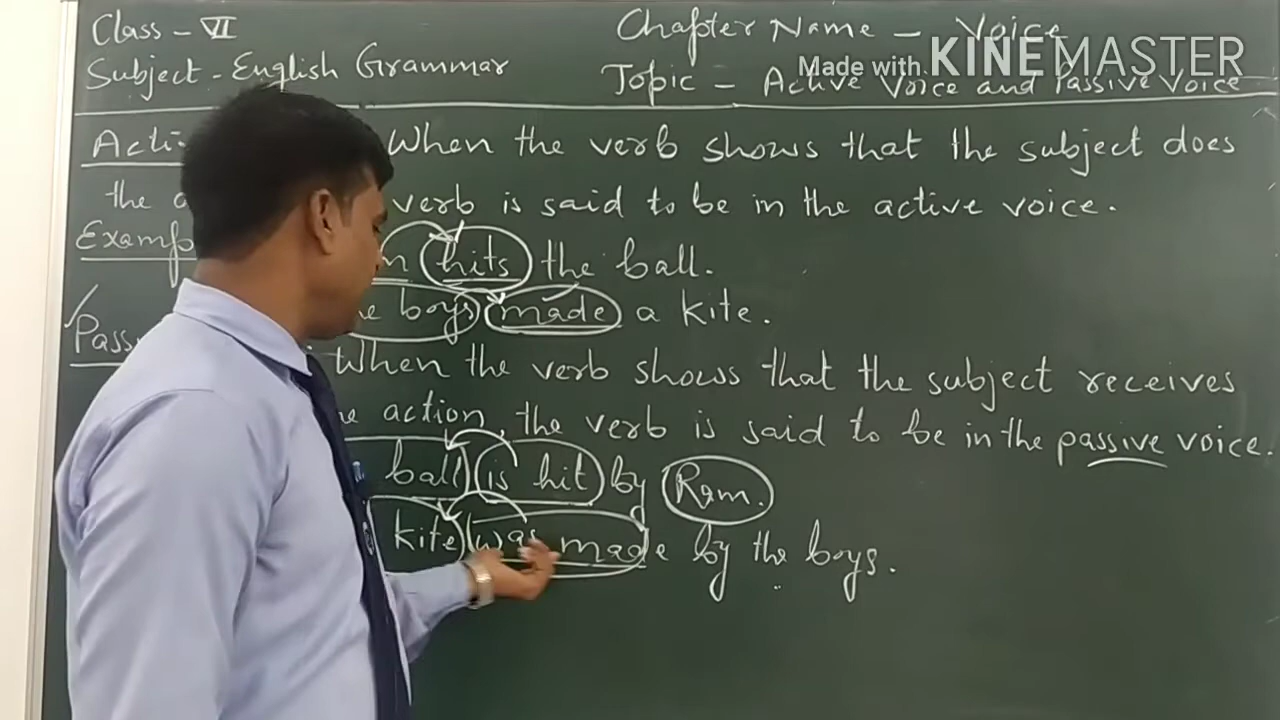 Class - VI
Subject - English Grammar
Chapter Name - Voice
Topic - Active Voice and Passive Voice
Made with KINEMASTER
When the verb shows that the subject does
the verb is said to be in the active voice.
hits the ball.
boys made a kite.
When the verb shows that the subject receives
action, the verb is said to be in the passive voice.
ball is hit by Ram.
kite was made by the boys.